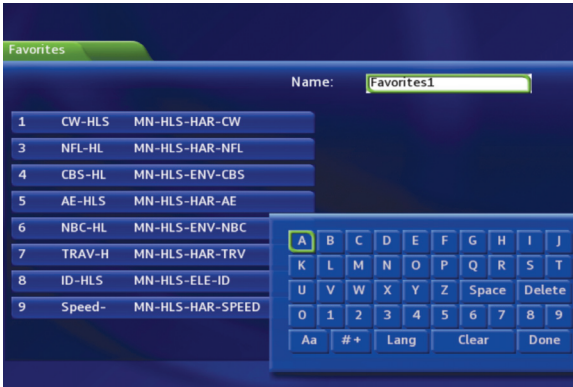 Favorites
Name: Favorites1
1 CW-HLS MN-HLS-HAR-CW
3 NFL-HL MN-HLS-HAR-NFL
4 CBS-HL MN-HLS-ENV-CBS
5 AE-HLS MN-HLS-HAR-AE
6 NBC-HL MN-HLS-ENV-NBC
7 TRAV-H MN-HLS-HAR-TRV
8 ID-HLS MN-HLS-ELE-ID
9 Speed- MN-HLS-HAR-SPEED
A B C D E F G H I J
K L M N O P Q R S T
U V W X Y Z Space Delete
0 1 2 3 4 5 6 7 8 9
Aa #+ Lang Clear Done